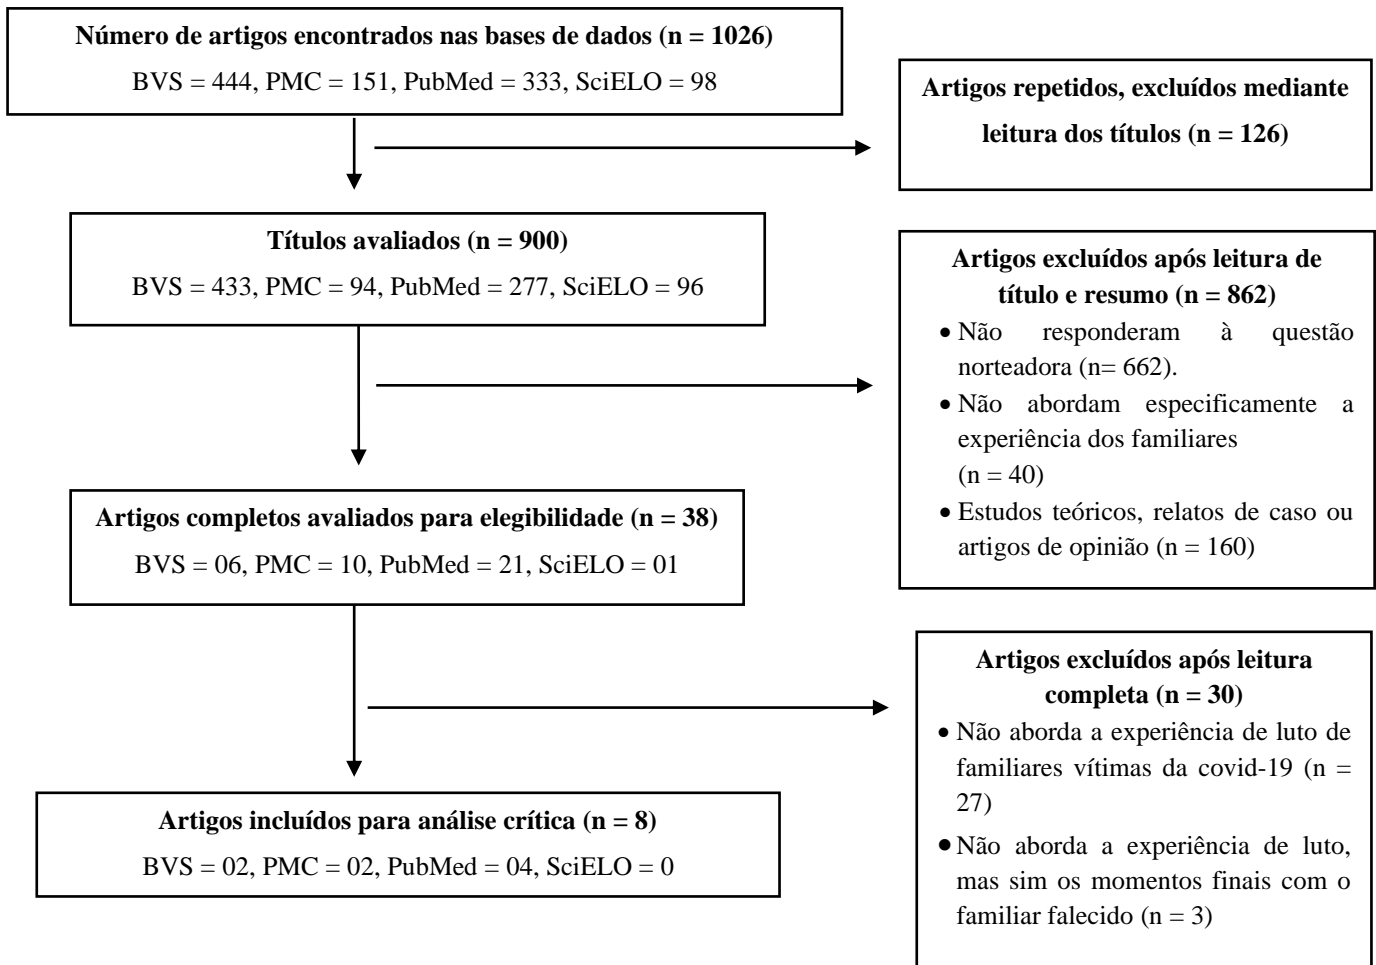 Número de artigos encontrados nas bases de dados (n = 1026)
BVS = 444, PMC = 151, PubMed = 333, SciELO = 98
Artigos repetidos, excluídos mediante
leitura dos títulos (n = 126)
Títulos avaliados (n = 900)
BVS = 433, PMC = 94, PubMed = 277, SciELO = 96
Artigos excluídos após leitura de
título e resumo (n = 862)
• Não responderam à questão
norteadora (n= 662).
• Não abordam especificamente a
experiência dos familiares
(n = 40)
• Estudos teóricos, relatos de caso ou
artigos de opinião (n = 160)
Artigos completos avaliados para elegibilidade (n = 38)
BVS = 06, PMC = 10, PubMed = 21, SciELO = 01
Artigos excluídos após leitura
completa (n = 30)
• Não aborda a experiência de luto de
familiares vítimas da covid-19 (n =
27)
• Não aborda a experiência de luto,
mas sim os momentos finais com o
familiar falecido (n = 3)
Artigos incluídos para análise crítica (n = 8)
BVS = 02, PMC = 02, PubMed = 04, SciELO = 0